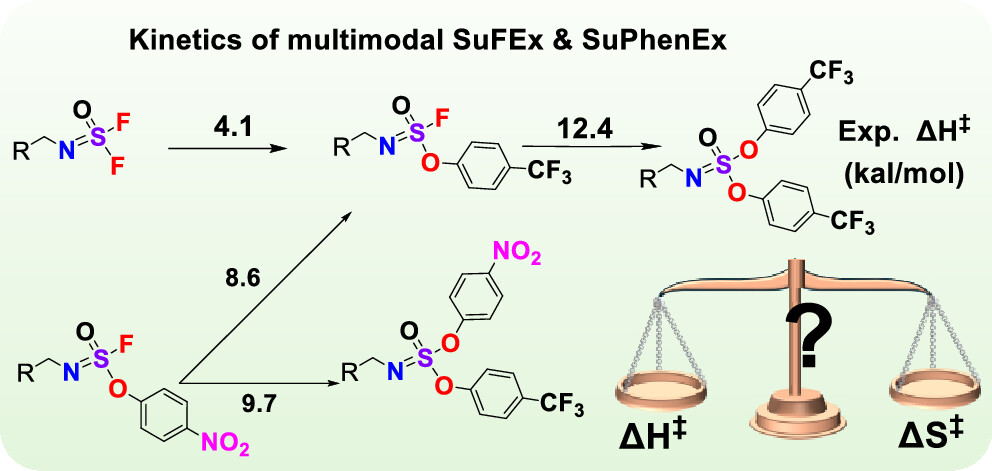 Kinetics of multimodal SuFEx & SuPhenEx
O
F
R
N
S
F
4.1
O
F
R
N
S
O
CF3
12.4
CF3
O
O
R
N
S
O
CF3
Exp. ΔH‡
(kal/mol)
8.6
9.7
O
F
R
N
S
O
NO2
NO2
O
O
R
N
S
O
CF3
?
ΔH‡
ΔS‡